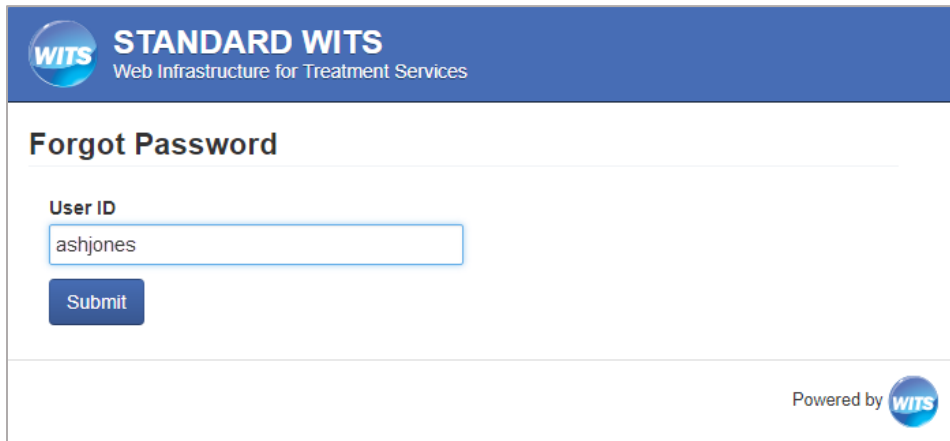 WITS
STANDARD WITS
Web Infrastructure for Treatment Services
Forgot Password
User ID
ashjones
Submit
Powered by WITS